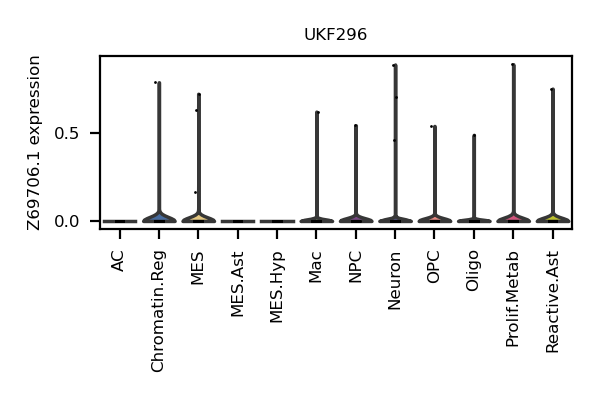 UKF296
Z69706.1 expression
0.5
0.0
AC
Chromatin.Reg
MES
MES.Ast
MES.Hyp
Mac
NPC
Neuron
OPC
Oligo
Prolif.Metab
Reactive.Ast